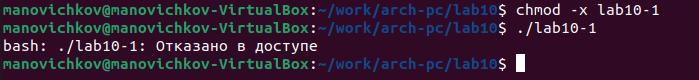 manovichkov@manovichkov-VirtualBox:~/work/arch-pc/lab10$ chmod -x lab10-1
manovichkov@manovichkov-VirtualBox:~/work/arch-pc/lab10$ ./lab10-1
bash: ./lab10-1: Отказано в доступе
manovichkov@manovichkov-VirtualBox:~/work/arch-pc/lab10$